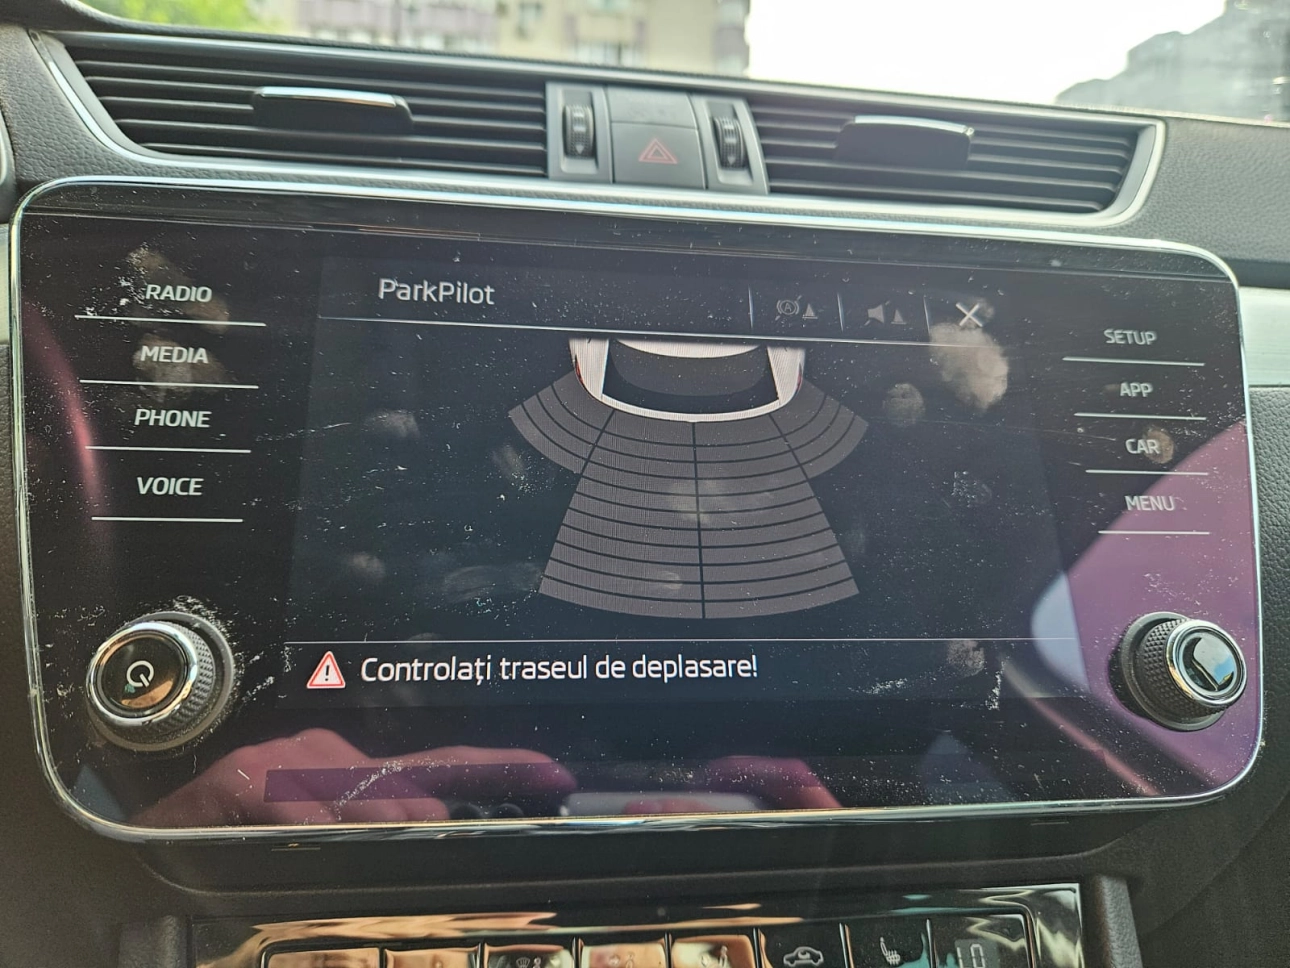 RADIO
MEDIA
PHONE
VOICE
ParkPilot
SETUP
APP
CAR
MENU
Controlați traseul de deplasare!